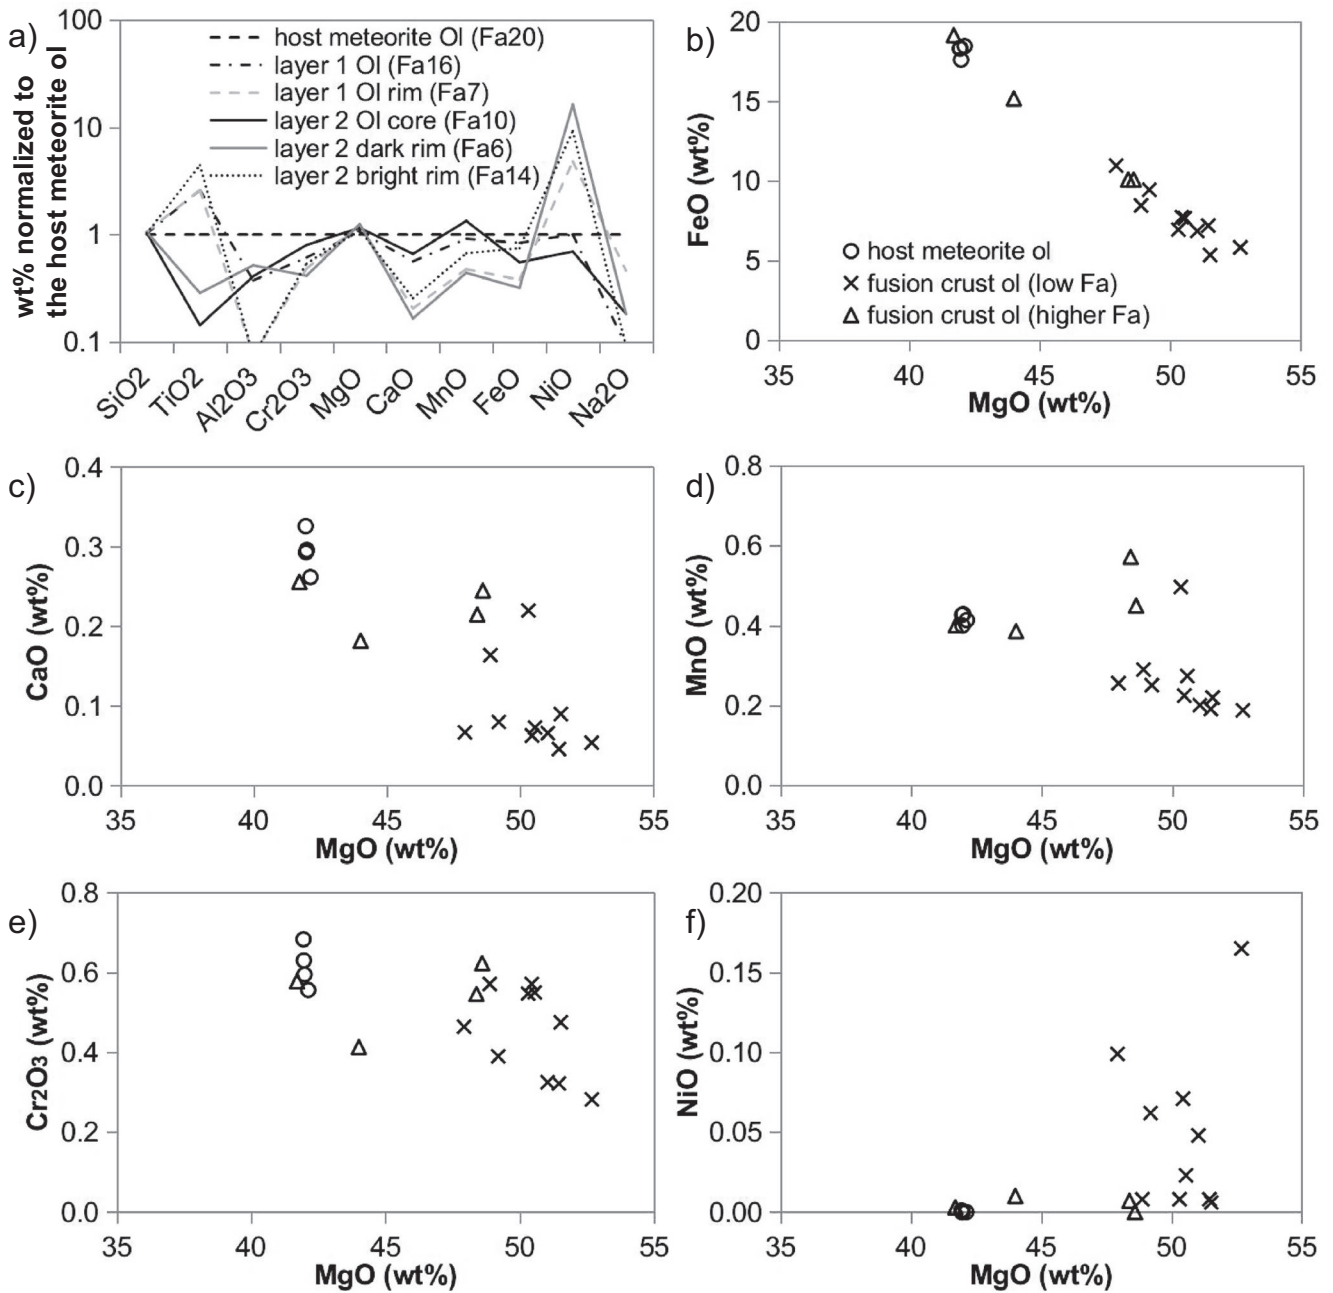 a)
wt% normalized to
the host meteorite ol
100
10
1
0.1
host meteorite Ol (Fa20)
layer 1 Ol (Fa16)
layer 1 Ol rim (Fa7)
layer 2 Ol core (Fa10)
layer 2 dark rim (Fa6)
layer 2 bright rim (Fa14)
SiO2
TiO2
Al2O3
Cr2O3
MgO
CaO
MnO
FeO
NiO
Na2O
b)
FeO (wt%)
20
15
10
5
0
host meteorite ol
fusion crust ol (low Fa)
fusion crust ol (higher Fa)
35 40 45 50 55
MgO (wt%)
c)
CaO (wt%)
0.4
0.3
0.2
0.1
0.0
35 40 45 50 55
MgO (wt%)
d)
MnO (wt%)
0.8
0.6
0.4
0.2
0.0
35 40 45 50 55
MgO (wt%)
e)
Cr2O3 (wt%)
0.8
0.6
0.4
0.2
0.0
35 40 45 50 55
MgO (wt%)
f)
NiO (wt%)
0.20
0.15
0.10
0.05
0.00
35 40 45 50 55
MgO (wt%)